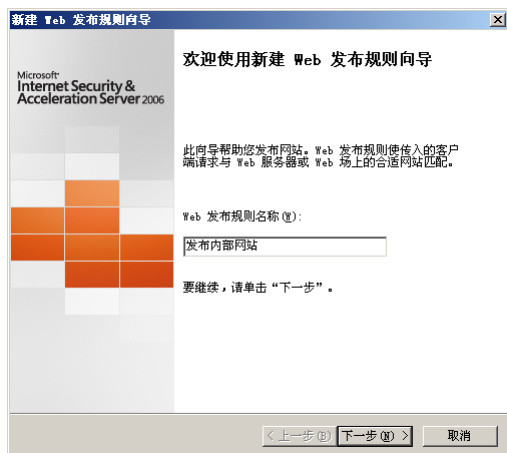 新建 Web 发布规则向导
Microsoft
Internet Security &
Acceleration Server 2006
欢迎使用新建 Web 发布规则向导
此向导帮助您发布网站。Web 发布规则使传入的客户
端请求与 Web 服务器或 Web 场上的合适网站匹配。
Web 发布规则名称(W):
发布内部网站
要继续，请单击“下一步”。
< 上一步(B) 下一步(N) > 取消